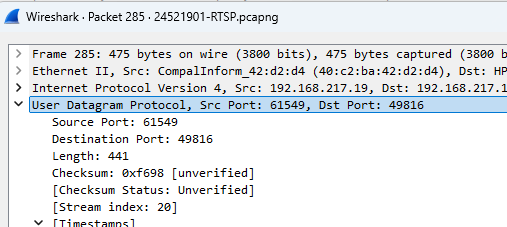 Wireshark · Packet 285 · 24521901-RTSP.pcapng
Frame 285: 475 bytes on wire (3800 bits), 475 bytes captured (3800 b
Ethernet II, Src: CompalInform_42:d2:d4 (40:c2:ba:42:d2:d4), Dst: HP
Internet Protocol Version 4, Src: 192.168.217.19, Dst: 192.168.217.1
User Datagram Protocol, Src Port: 61549, Dst Port: 49816
Source Port: 61549
Destination Port: 49816
Length: 441
Checksum: 0xf698 [unverified]
[Checksum Status: Unverified]
[Stream index: 20]
[Timestamps]